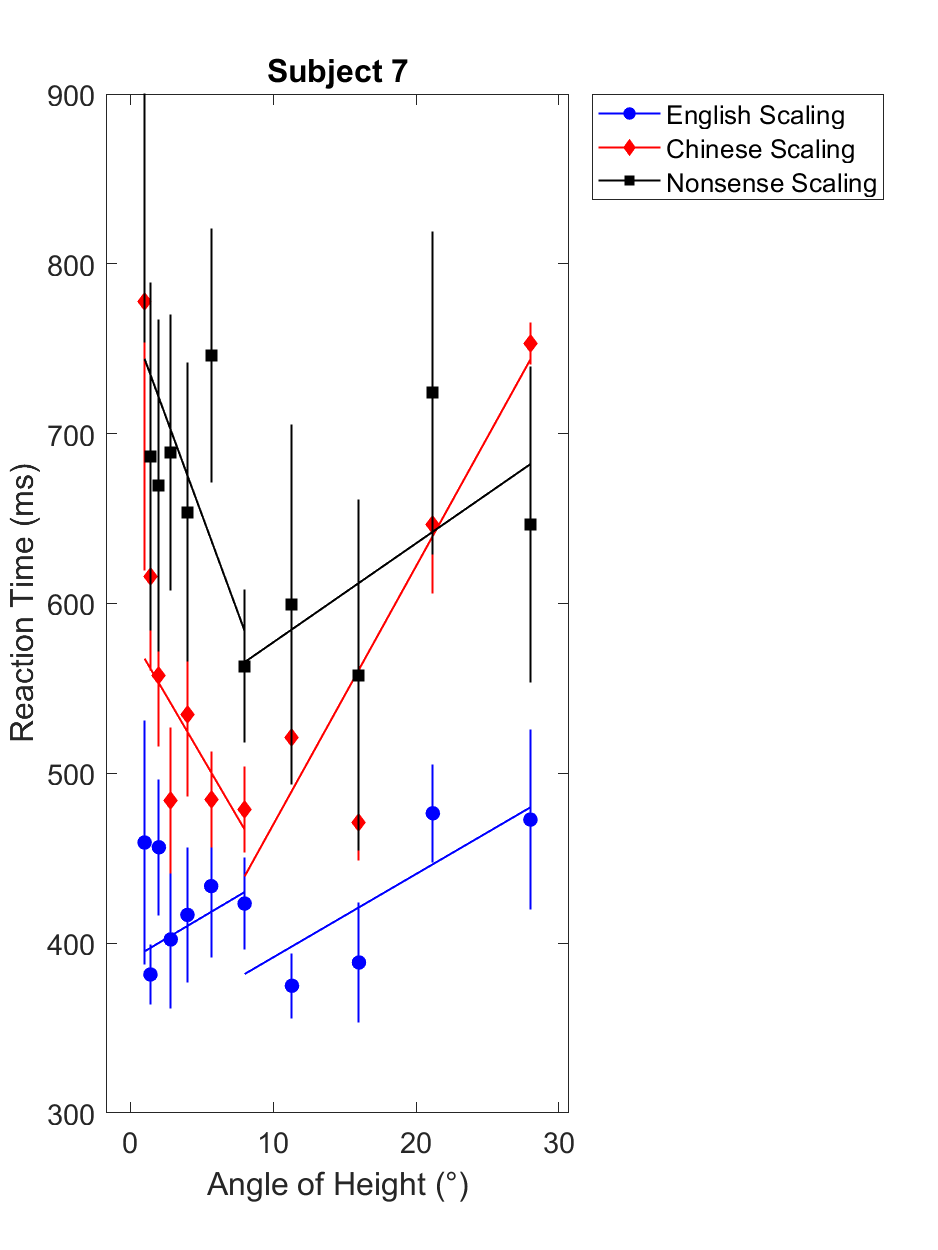 Subject 7
English Scaling
Chinese Scaling
Nonsense Scaling
900
800
700
600
500
400
300
Reaction Time (ms)
0 10 20 30
Angle of Height (°)